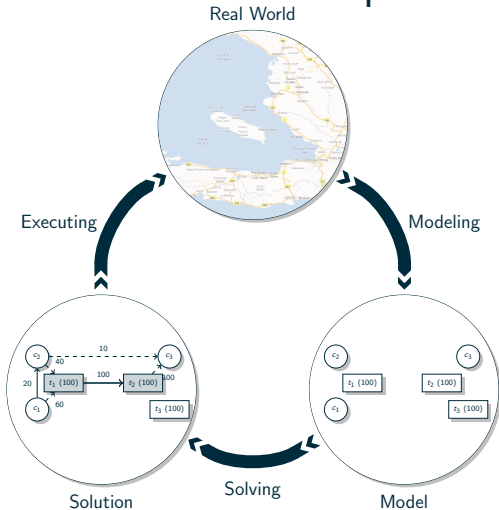 Real World
Executing
Modeling
c2
10
c3
40
20
t1 (100)
100
t2 (100)
100
c1
60
t3 (100)
c2
c3
t1 (100)
t2 (100)
c1
t3 (100)
Solving
Solution
Model